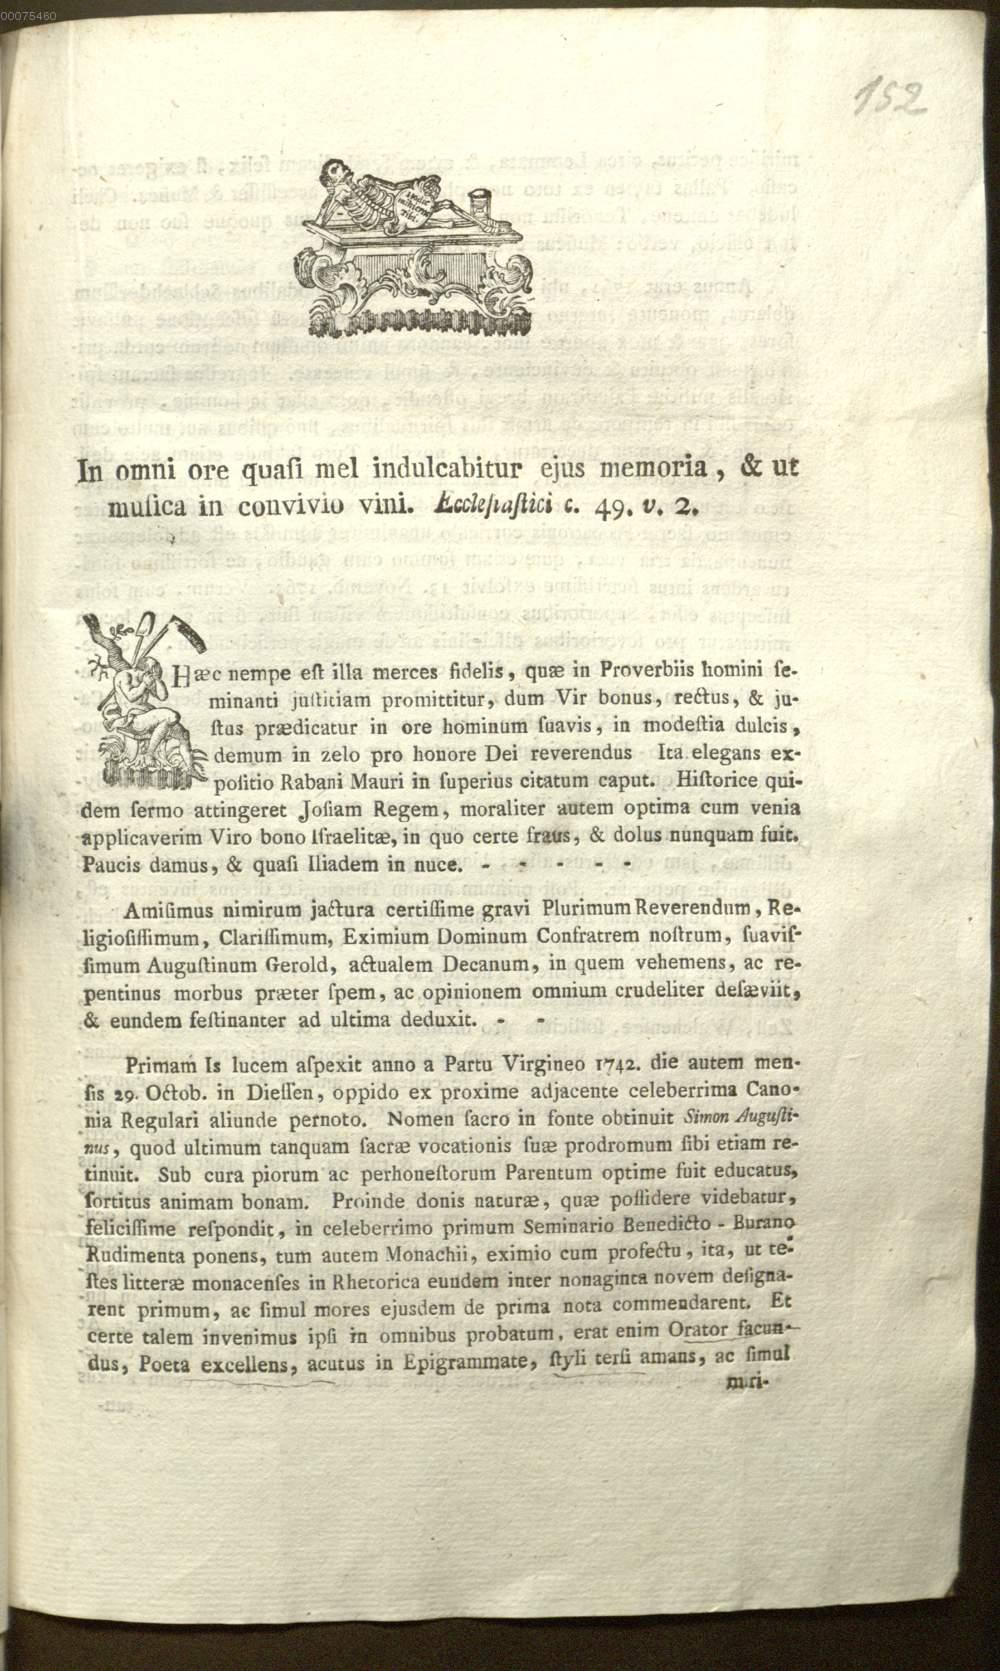 00075460
152
hodie
mihi cras
tibi.
In omni ore quaſi mel indulcabitur ejus memoria, & ut
muſica in convivio vini. Eccleſiaſtici c. 49. v. 2.
Hæc nempe eſt illa merces fidelis, quæ in Proverbiis homini ſe-
minanti juſtitiam promittitur, dum Vir bonus, rectus, & ju-
ſtus prædicatur in ore hominum ſuavis, in modeſtia dulcis,
demum in zelo pro honore Dei reverendus Ita elegans ex-
poſitio Rabani Mauri in ſuperius citatum caput. Hiſtorice qui-
dem ſermo attingeret Joſiam Regem, moraliter autem optima cum venia
applicaverim Viro bono Iſraelitæ, in quo certe fraus, & dolus nunquam fuit.
Paucis damus, & quaſi Iliadem in nuce. - - - - -
Amiſimus nimirum jactura certiſſime gravi Plurimum Reverendum, Re-
ligioſiſſimum, Clariſſimum, Eximium Dominum Confratrem noſtrum, ſuaviſ-
ſimum Auguſtinum Gerold, actualem Decanum, in quem vehemens, ac re-
pentinus morbus præter ſpem, ac opinionem omnium crudeliter deſæviit,
& eundem feſtinanter ad ultima deduxit. - -
Primam Is lucem aſpexit anno a Partu Virgineo 1742. die autem men-
ſis 29. Octob. in Dieſſen, oppido ex proxime adjacente celeberrima Cano-
nia Regulari aliunde pernoto. Nomen ſacro in fonte obtinuit Simon Auguſti-
nus, quod ultimum tanquam ſacræ vocationis ſuæ prodromum ſibi etiam re-
tinuit. Sub cura piorum ac perhoneſtorum Parentum optime fuit educatus,
ſortitus animam bonam. Proinde donis naturæ, quæ poſſidere videbatur,
feliciſſime reſpondit, in celeberrimo primum Seminario Benedicto - Burano
Rudimenta ponens, tum autem Monachii, eximio cum profectu, ita, ut te-
ſtes litteræ monacenſes in Rhetorica eundem inter nonaginta novem deſigna-
rent primum, ac ſimul mores ejusdem de prima nota commendarent. Et
certe talem invenimus ipſi in omnibus probatum, erat enim Orator facun-
dus, Poeta excellens, acutus in Epigrammate, ſtyli terſi amans, ac ſimul
miri-